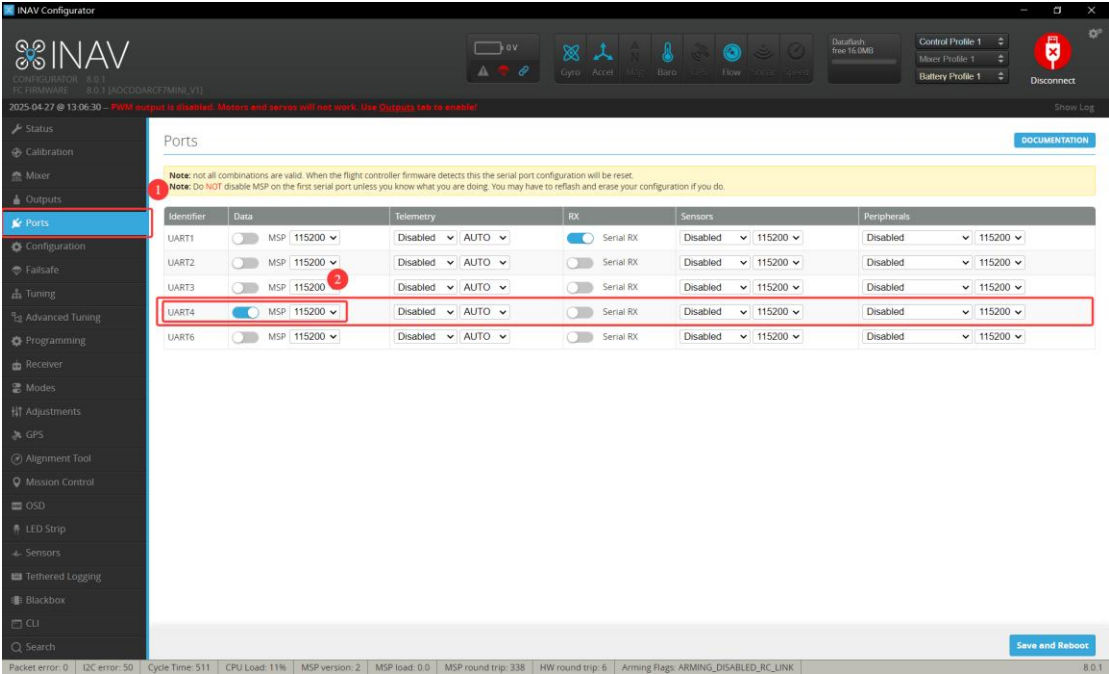 INAV Configurator
INAV
CONFIGURATOR 8.0.1
FC FIRMWARE 8.0.1 [AOCODARCF7MINI_V1]
0 V
Gyro Accel Mag Baro GPS Flow Sonar Speed
Dataflash: free 16.0MB
Control Profile 1
Mixer Profile 1
Battery Profile 1
Disconnect
2025-04-27 @ 13:06:30 -- PWM output is disabled. Motors and servos will not work. Use Outputs tab to enable!
Show Log
Status
Calibration
Mixer
Outputs
Ports
Configuration
Failsafe
Tuning
Advanced Tuning
Programming
Receiver
Modes
Adjustments
GPS
Alignment Tool
Mission Control
OSD
LED Strip
Sensors
Tethered Logging
Blackbox
CLI
Search
1
Ports
DOCUMENTATION
Note: not all combinations are valid. When the flight controller firmware detects this the serial port configuration will be reset.
Note: Do NOT disable MSP on the first serial port unless you know what you are doing. You may have to reflash and erase your configuration if you do.
Identifier Data Telemetry RX Sensors Peripherals
UART1 MSP 115200 Disabled AUTO Serial RX Disabled 115200 Disabled 115200
UART2 MSP 115200 Disabled AUTO Serial RX Disabled 115200 Disabled 115200
2
UART3 MSP 115200 Disabled AUTO Serial RX Disabled 115200 Disabled 115200
UART4 MSP 115200 Disabled AUTO Serial RX Disabled 115200 Disabled 115200
UART6 MSP 115200 Disabled AUTO Serial RX Disabled 115200 Disabled 115200
Save and Reboot
Packet error: 0 I2C error: 50 Cycle Time: 511 CPU Load: 11% MSP version: 2 MSP load: 0.0 MSP round trip: 338 HW round trip: 6 Arming Flags: ARMING_DISABLED_RC_LINK 8.0.1